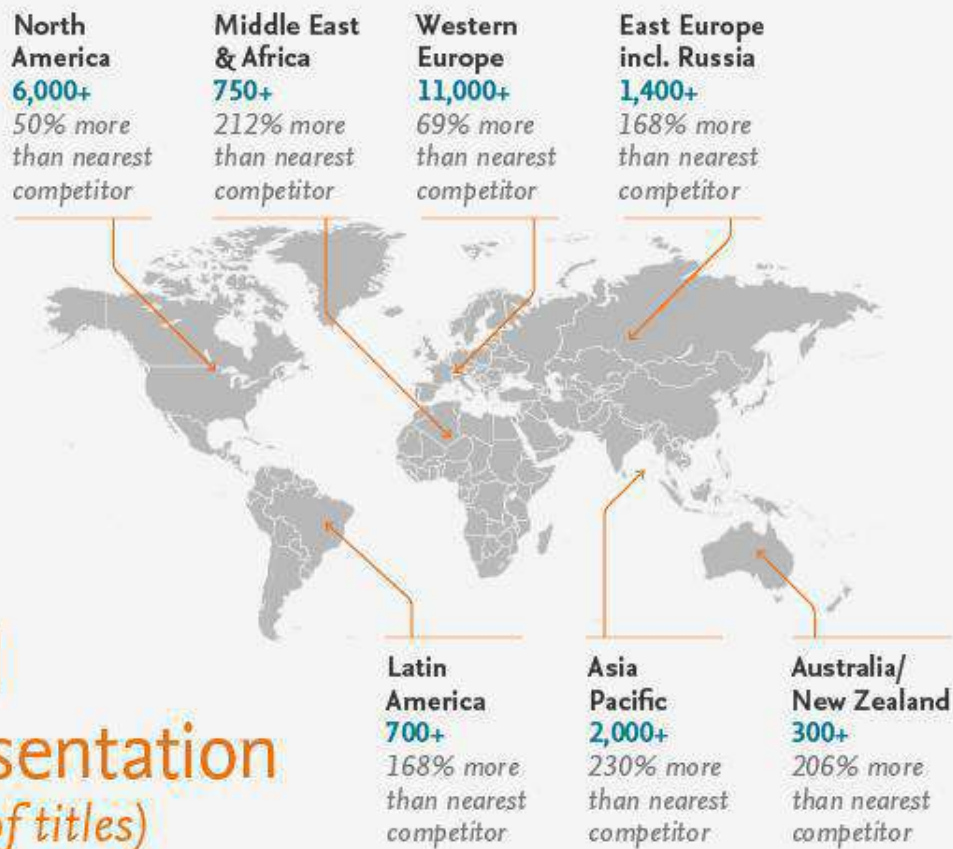 North
America
6,000+
50% more
than nearest
competitor
Middle East
& Africa
750+
212% more
than nearest
competitor
Western
Europe
11,000+
69% more
than nearest
competitor
East Europe
incl. Russia
1,400+
168% more
than nearest
competitor
Latin
America
700+
168% more
than nearest
competitor
Asia
Pacific
2,000+
230% more
than nearest
competitor
Australia/
New Zealand
300+
206% more
than nearest
competitor
sentation
of titles)